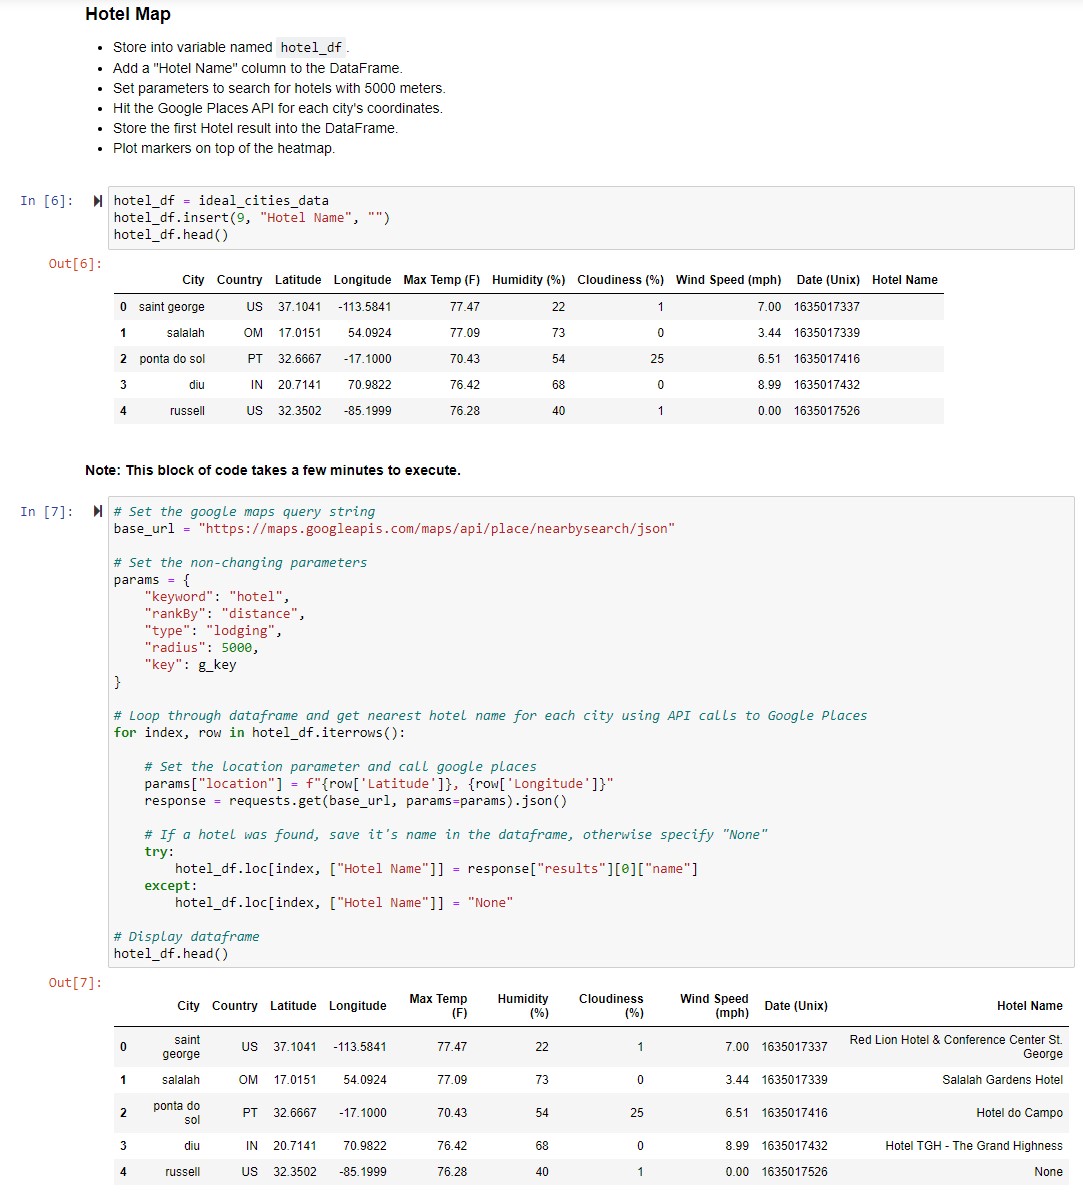 Hotel Map
• Store into variable named hotel_df .
• Add a "Hotel Name" column to the DataFrame.
• Set parameters to search for hotels with 5000 meters.
• Hit the Google Places API for each city's coordinates.
• Store the first Hotel result into the DataFrame.
• Plot markers on top of the heatmap.
In [6]:
hotel_df = ideal_cities_data
hotel_df.insert(9, "Hotel Name", "")
hotel_df.head()
Out[6]:
City Country Latitude Longitude Max Temp (F) Humidity (%) Cloudiness (%) Wind Speed (mph) Date (Unix) Hotel Name
0 saint george US 37.1041 -113.5841 77.47 22 1 7.00 1635017337
1 salalah OM 17.0151 54.0924 77.09 73 0 3.44 1635017339
2 ponta do sol PT 32.6667 -17.1000 70.43 54 25 6.51 1635017416
3 diu IN 20.7141 70.9822 76.42 68 0 8.99 1635017432
4 russell US 32.3502 -85.1999 76.28 40 1 0.00 1635017526
Note: This block of code takes a few minutes to execute.
In [7]:
# Set the google maps query string
base_url = "https://maps.googleapis.com/maps/api/place/nearbysearch/json"
# Set the non-changing parameters
params = {
    "keyword": "hotel",
    "rankBy": "distance",
    "type": "lodging",
    "radius": 5000,
    "key": g_key
}
# Loop through dataframe and get nearest hotel name for each city using API calls to Google Places
for index, row in hotel_df.iterrows():
    # Set the location parameter and call google places
    params["location"] = f"{row['Latitude']}, {row['Longitude']}"
    response = requests.get(base_url, params=params).json()
    # If a hotel was found, save it's name in the dataframe, otherwise specify "None"
    try:
        hotel_df.loc[index, ["Hotel Name"]] = response["results"][0]["name"]
    except:
        hotel_df.loc[index, ["Hotel Name"]] = "None"
# Display dataframe
hotel_df.head()
Out[7]:
City Country Latitude Longitude Max Temp (F) Humidity (%) Cloudiness (%) Wind Speed (mph) Date (Unix) Hotel Name
0 saint george US 37.1041 -113.5841 77.47 22 1 7.00 1635017337 Red Lion Hotel & Conference Center St. George
1 salalah OM 17.0151 54.0924 77.09 73 0 3.44 1635017339 Salalah Gardens Hotel
2 ponta do sol PT 32.6667 -17.1000 70.43 54 25 6.51 1635017416 Hotel do Campo
3 diu IN 20.7141 70.9822 76.42 68 0 8.99 1635017432 Hotel TGH - The Grand Highness
4 russell US 32.3502 -85.1999 76.28 40 1 0.00 1635017526 None